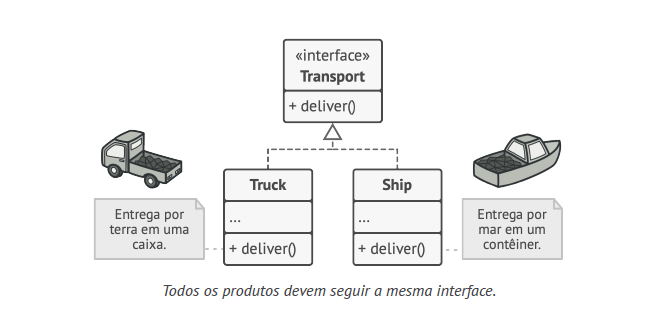 «interface»
Transport
+ deliver()
Truck
...
+ deliver()
Ship
...
+ deliver()
Entrega por
terra em uma
caixa.
Entrega por
mar em um
contêiner.
Todos os produtos devem seguir a mesma interface.